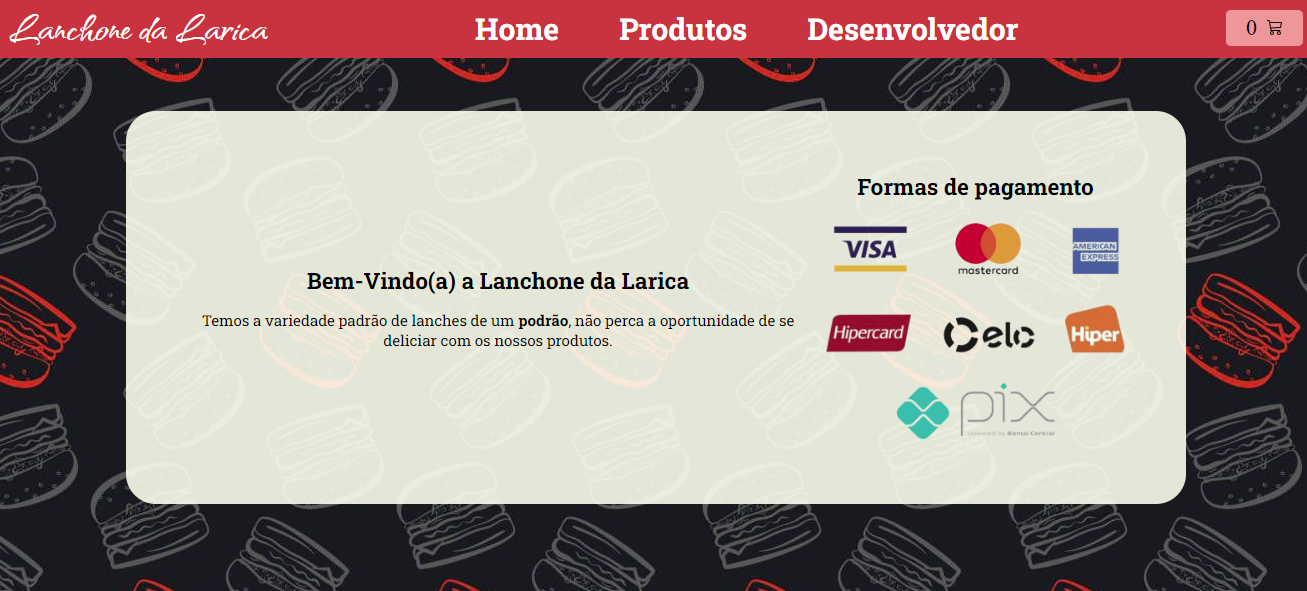 Lanchone da Larica
Home
Produtos
Desenvolvedor
0
Bem-Vindo(a) a Lanchone da Larica
Temos a variedade padrão de lanches de um podrão, não perca a oportunidade de se
deliciar com os nossos produtos.
Formas de pagamento
VISA
mastercard
AMERICAN
EXPRESS
Hipercard
elo
Hiper
pix
powered by Banco Central